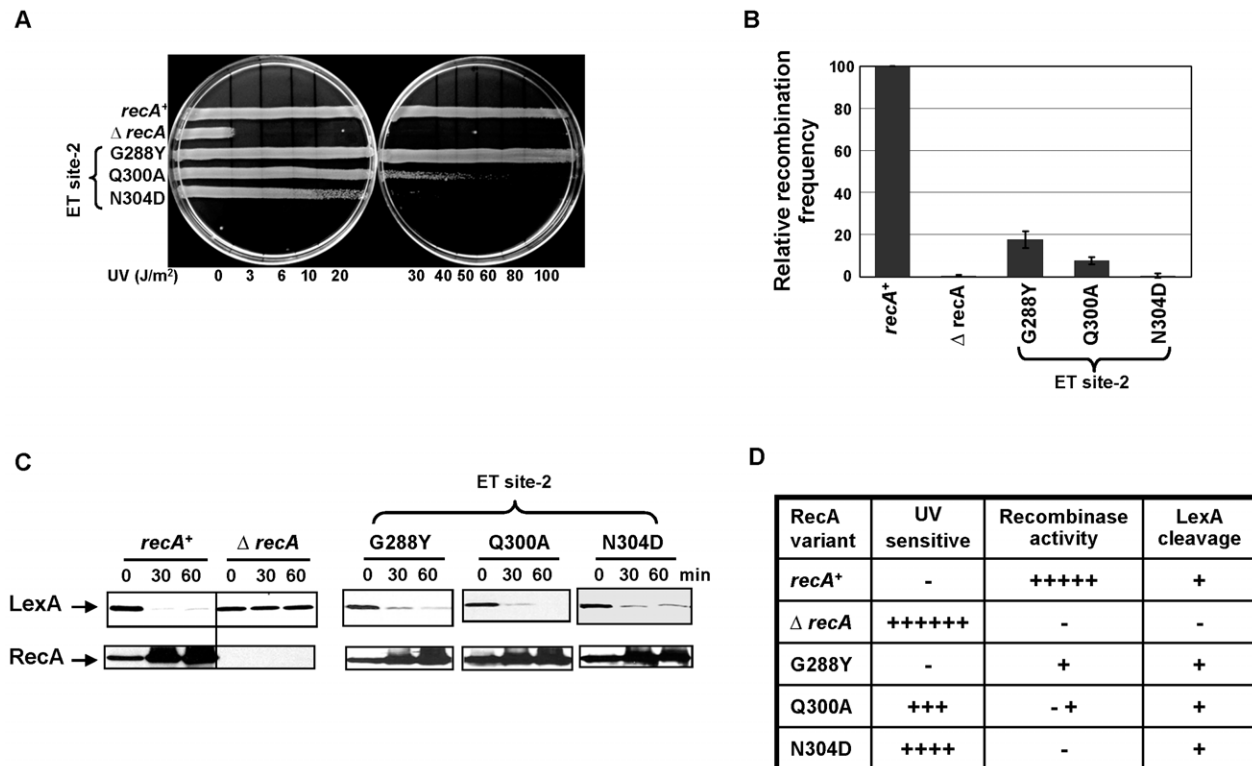 A
recA+
Δ recA
G288Y
Q300A
N304D
ET site-2
UV (J/m²) 0 3 6 10 20 30 40 50 60 80 100
B
Relative recombination frequency
100
80
60
40
20
0
recA+
Δ recA
G288Y
Q300A
N304D
ET site-2
C
ET site-2
recA+ Δ recA G288Y Q300A N304D
0 30 60 0 30 60 0 30 60 0 30 60 0 30 60 min
LexA
RecA
D
RecA variant UV sensitive Recombinase activity LexA cleavage
recA+ - +++++ +
Δ recA ++++++ - -
G288Y - + +
Q300A +++ - + +
N304D ++++ - +